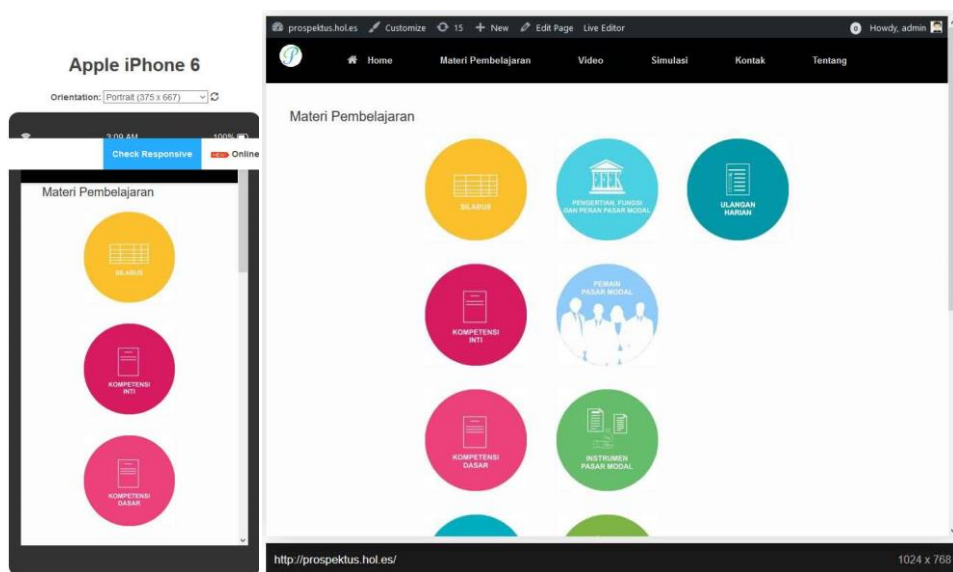 Apple iPhone 6
Orientation: Portrait (375 x 667)
3:09 AM 100%
Check Responsive Online
Materi Pembelajaran
SILABUS
KOMPETENSI
INTI
KOMPETENSI
DASAR
prospektus.hol.es Customize 15 New Edit Page Live Editor 0 Howdy, admin
P Home Materi Pembelajaran Video Simulasi Kontak Tentang
Materi Pembelajaran
SILABUS
PENGERTIAN, FUNGSI
DAN PERAN PASAR MODAL
ULANGAN
HARIAN
KOMPETENSI
INTI
PEMAIN
PASAR MODAL
KOMPETENSI
DASAR
INSTRUMEN
PASAR MODAL
http://prospektus.hol.es/ 1024 x 768